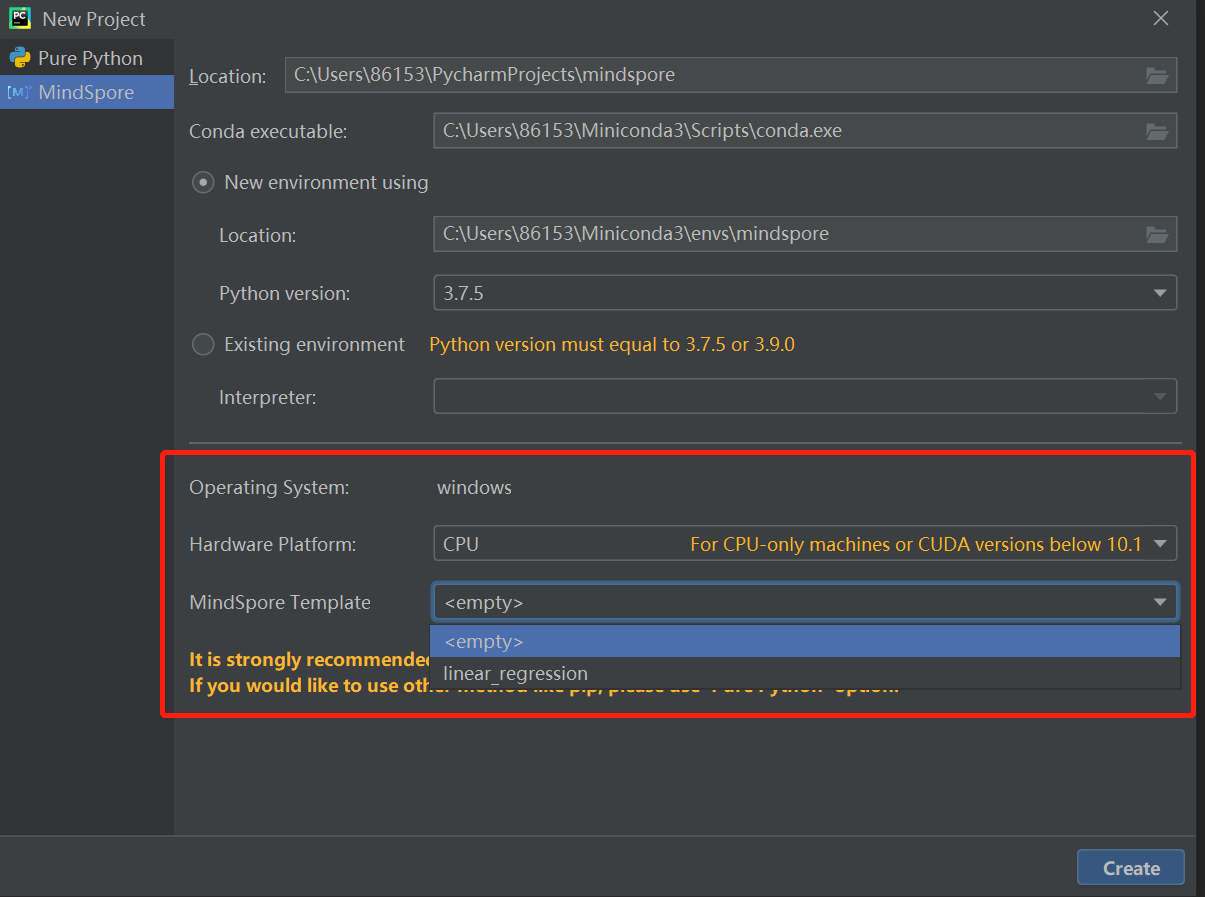 PC New Project
Pure Python
[M] MindSpore
Location: C:\Users\86153\PycharmProjects\mindspore
Conda executable: C:\Users\86153\Miniconda3\Scripts\conda.exe
New environment using
Location: C:\Users\86153\Miniconda3\envs\mindspore
Python version: 3.7.5
Existing environment Python version must equal to 3.7.5 or 3.9.0
Interpreter:
Operating System: windows
Hardware Platform: CPU For CPU-only machines or CUDA versions below 10.1
MindSpore Template <empty>
<empty>
linear_regression
It is strongly recommended
If you would like to use
Create